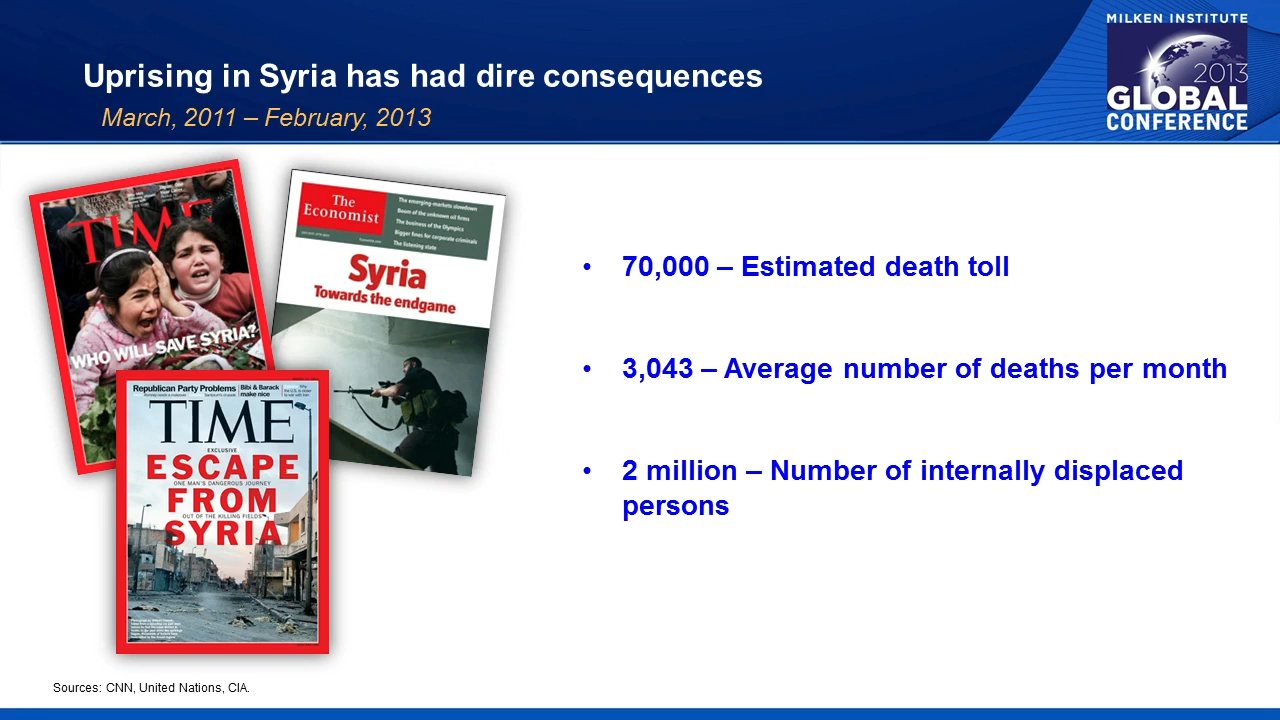 Uprising in Syria has had dire consequences
March, 2011 – February, 2013
MILKEN INSTITUTE
2013
GLOBAL
CONFERENCE
TIME
WHO WILL SAVE SYRIA?
The
Economist
The emerging-markets slowdown
Boom of the unknown oil firms
The business of the Olympics
Bigger fines for corporate criminals
The listening state
Syria
Towards the endgame
Republican Party Problems
Bibi & Barack
make nice
TIME
EXCLUSIVE
ESCAPE
ONE MAN'S DANGEROUS JOURNEY
FROM
OUT OF THE KILLING FIELDS
SYRIA
• 70,000 – Estimated death toll
• 3,043 – Average number of deaths per month
• 2 million – Number of internally displaced
persons
Sources: CNN, United Nations, CIA.